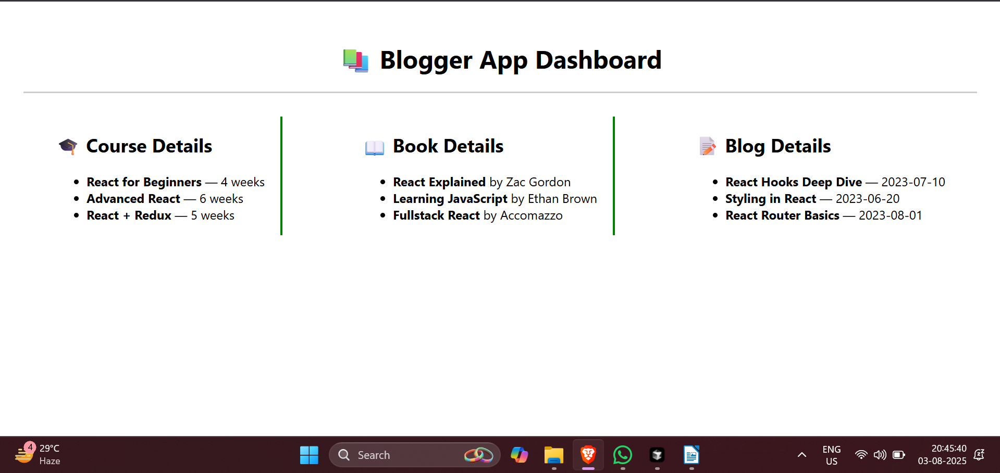 Blogger App Dashboard
Course Details
React for Beginners — 4 weeks
Advanced React — 6 weeks
React + Redux — 5 weeks
Book Details
React Explained by Zac Gordon
Learning JavaScript by Ethan Brown
Fullstack React by Accomazzo
Blog Details
React Hooks Deep Dive — 2023-07-10
Styling in React — 2023-06-20
React Router Basics — 2023-08-01
4
29°C
Haze
Search
ENG
US
20:45:40
03-08-2025